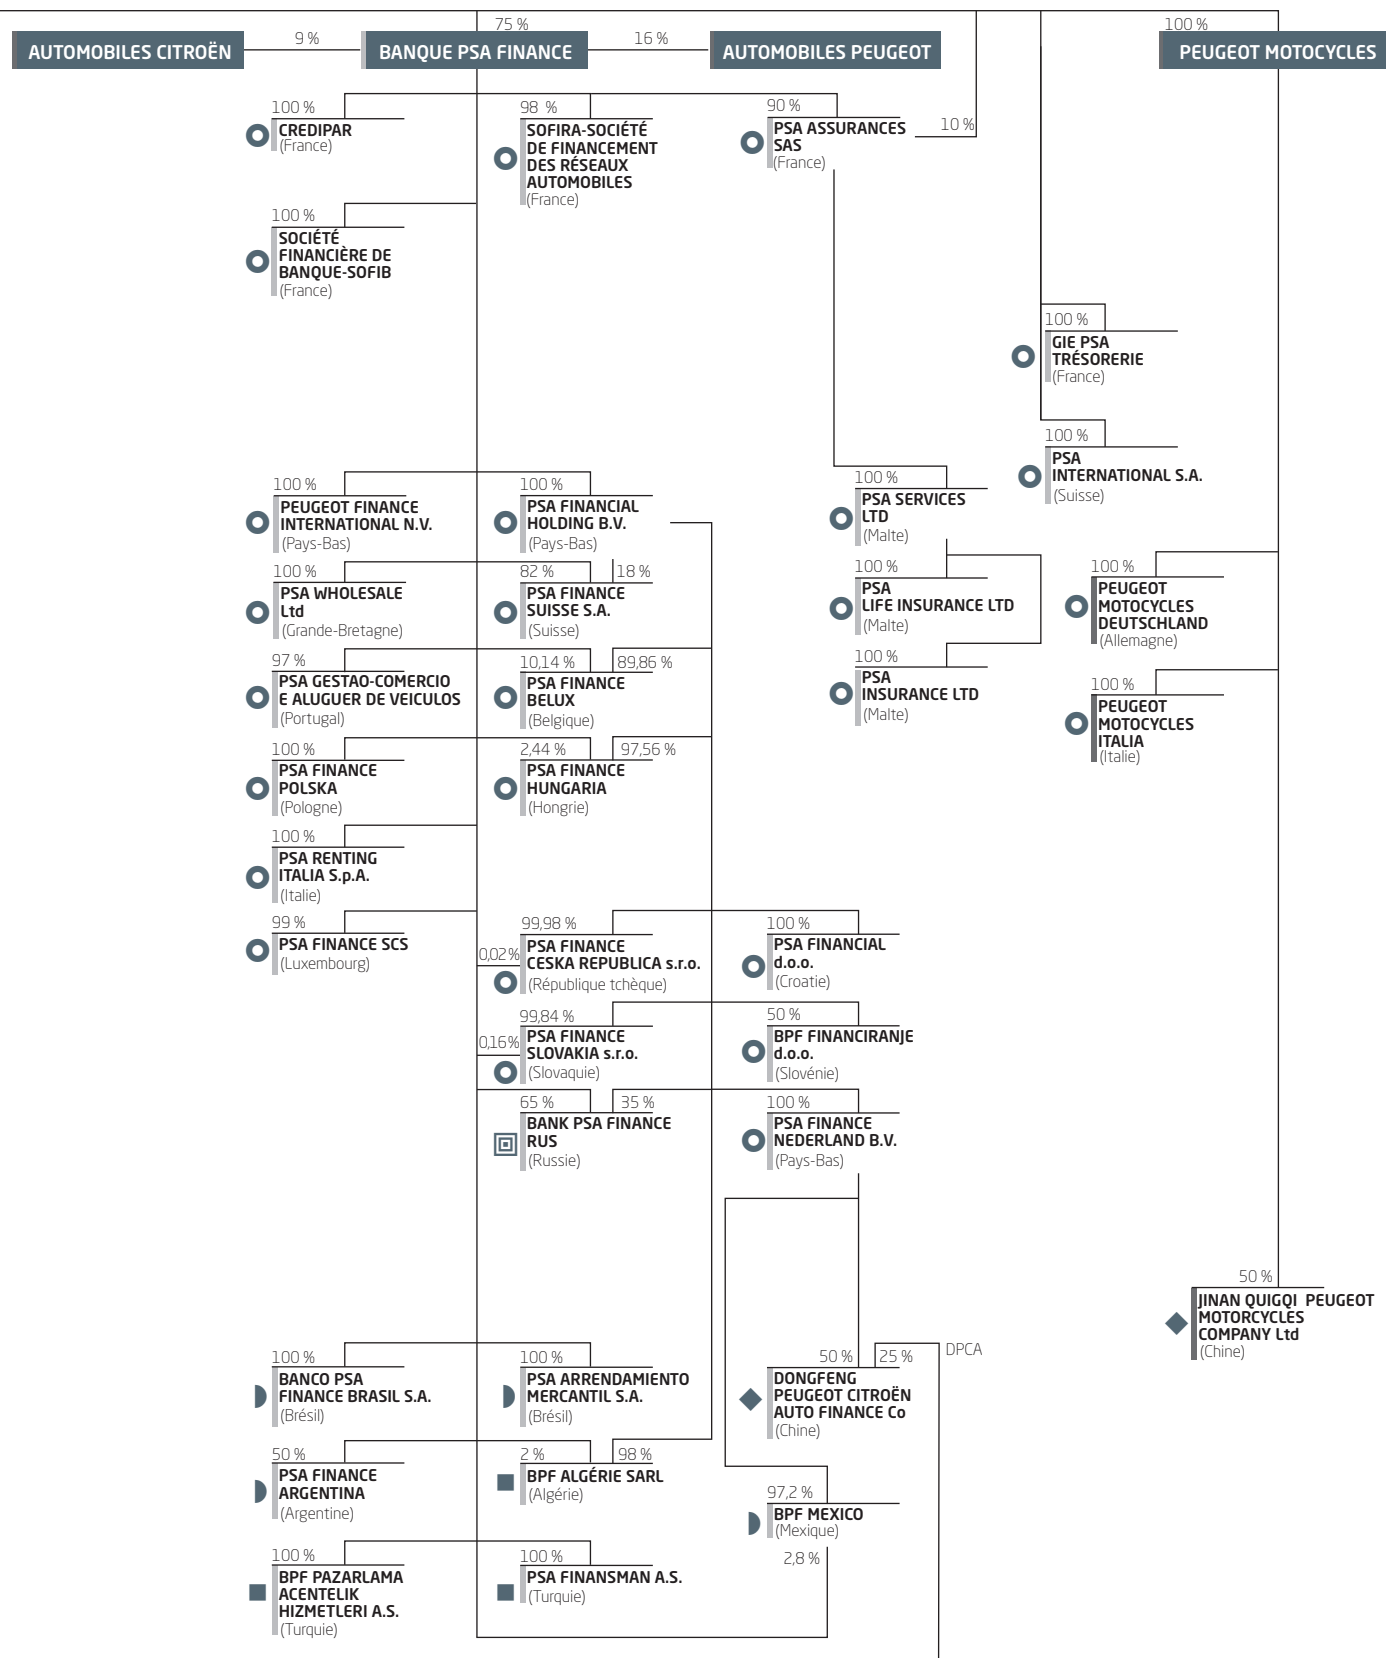 75 %
100 %
AUTOMOBILES CITROËN
9 %
BANQUE PSA FINANCE
16 %
AUTOMOBILES PEUGEOT
PEUGEOT MOTOCYCLES
100 %
CREDIPAR
(France)
98 %
SOFIRA-SOCIÉTÉ
DE FINANCEMENT
DES RÉSEAUX
AUTOMOBILES
(France)
90 %
PSA ASSURANCES
SAS
(France)
10 %
100 %
SOCIÉTÉ
FINANCIÈRE DE
BANQUE-SOFIB
(France)
100 %
GIE PSA
TRÉSORERIE
(France)
100 %
PSA
INTERNATIONAL S.A.
(Suisse)
100 %
PEUGEOT FINANCE
INTERNATIONAL N.V.
(Pays-Bas)
100 %
PSA FINANCIAL
HOLDING B.V.
(Pays-Bas)
100 %
PSA SERVICES
LTD
(Malte)
100 %
PSA WHOLESALE
Ltd
(Grande-Bretagne)
82 %
18 %
PSA FINANCE
SUISSE S.A.
(Suisse)
100 %
PSA
LIFE INSURANCE LTD
(Malte)
100 %
PEUGEOT
MOTOCYCLES
DEUTSCHLAND
(Allemagne)
97 %
PSA GESTAO-COMERCIO
E ALUGUER DE VEICULOS
(Portugal)
10,14 %
89,86 %
PSA FINANCE
BELUX
(Belgique)
100 %
PSA
INSURANCE LTD
(Malte)
100 %
PEUGEOT
MOTOCYCLES
ITALIA
(Italie)
100 %
PSA FINANCE
POLSKA
(Pologne)
2,44 %
97,56 %
PSA FINANCE
HUNGARIA
(Hongrie)
100 %
PSA RENTING
ITALIA S.p.A.
(Italie)
99 %
PSA FINANCE SCS
(Luxembourg)
99,98 %
0,02%
PSA FINANCE
CESKA REPUBLICA s.r.o.
(République tchèque)
100 %
PSA FINANCIAL
d.o.o.
(Croatie)
99,84 %
0,16%
PSA FINANCE
SLOVAKIA s.r.o.
(Slovaquie)
50 %
BPF FINANCIRANJE
d.o.o.
(Slovénie)
65 %
35 %
BANK PSA FINANCE
RUS
(Russie)
100 %
PSA FINANCE
NEDERLAND B.V.
(Pays-Bas)
50 %
JINAN QUIGQI PEUGEOT
MOTORCYCLES
COMPANY Ltd
(Chine)
100 %
BANCO PSA
FINANCE BRASIL S.A.
(Brésil)
100 %
PSA ARRENDAMIENTO
MERCANTIL S.A.
(Brésil)
50 %
25 %
DPCA
DONGFENG
PEUGEOT CITROËN
AUTO FINANCE Co
(Chine)
50 %
PSA FINANCE
ARGENTINA
(Argentine)
2 %
98 %
BPF ALGÉRIE SARL
(Algérie)
97,2 %
BPF MEXICO
(Mexique)
2,8 %
100 %
BPF PAZARLAMA
ACENTELIK
HIZMETLERI A.S.
(Turquie)
100 %
PSA FINANSMAN A.S.
(Turquie)